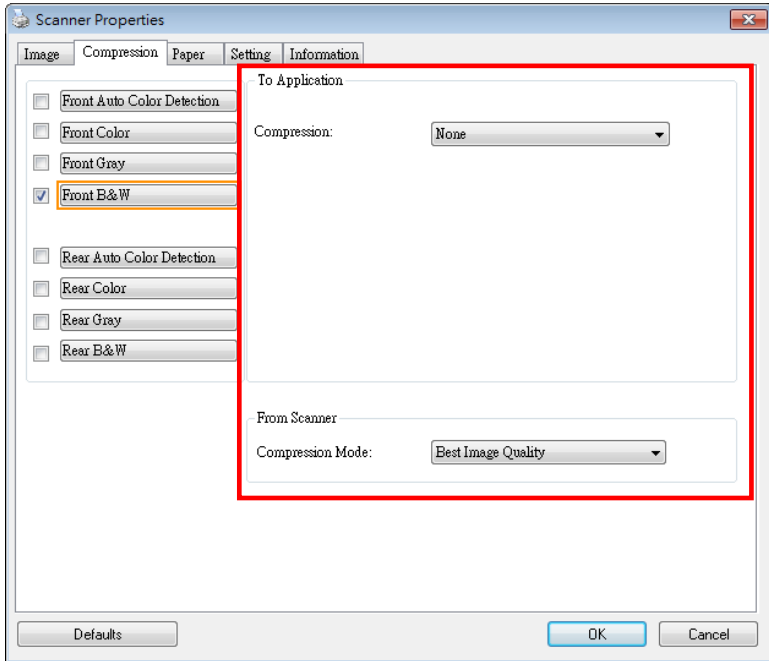 Scanner Properties
Image Compression Paper Setting Information
Front Auto Color Detection
Front Color
Front Gray
Front B&W
Rear Auto Color Detection
Rear Color
Rear Gray
Rear B&W
To Application
Compression: None
From Scanner
Compression Mode: Best Image Quality
Defaults OK Cancel